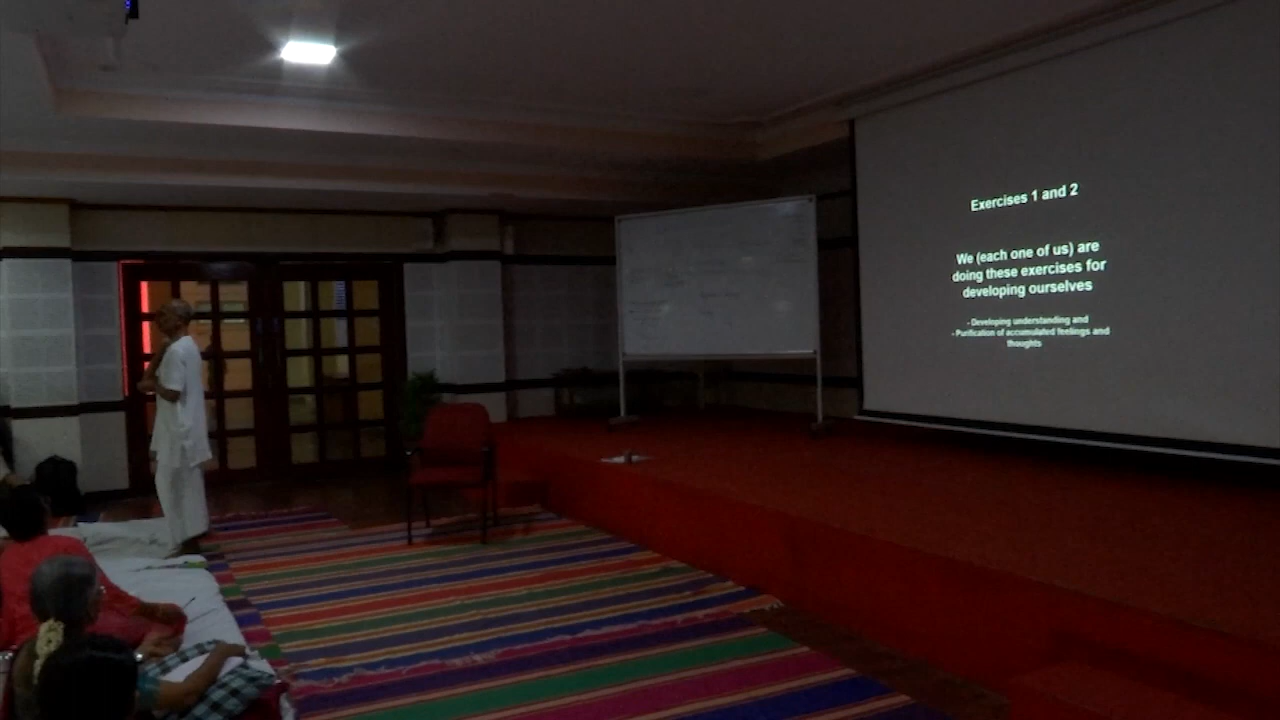 Exercises 1 and 2
We (each one of us) are
doing these exercises for
developing ourselves
- Developing understanding and
- Purification of accumulated feelings and
thoughts